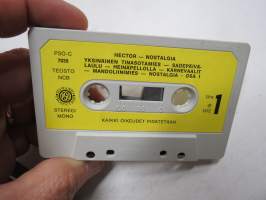 PSO-C
7035
TEOSTO
NCB
STEREO
MONO
HECTOR — NOSTALGIA
YKSINÄINEN TINASOTAMIES — SADEPÄIVÄ-
LAULU — HEINÄPELLOLLA — KARNEVAALIT
— MANDOLIINIMIES — NOSTALGIA - OSA 1
1
KAIKKI OIKEUDET PIDÄTETÄÄN